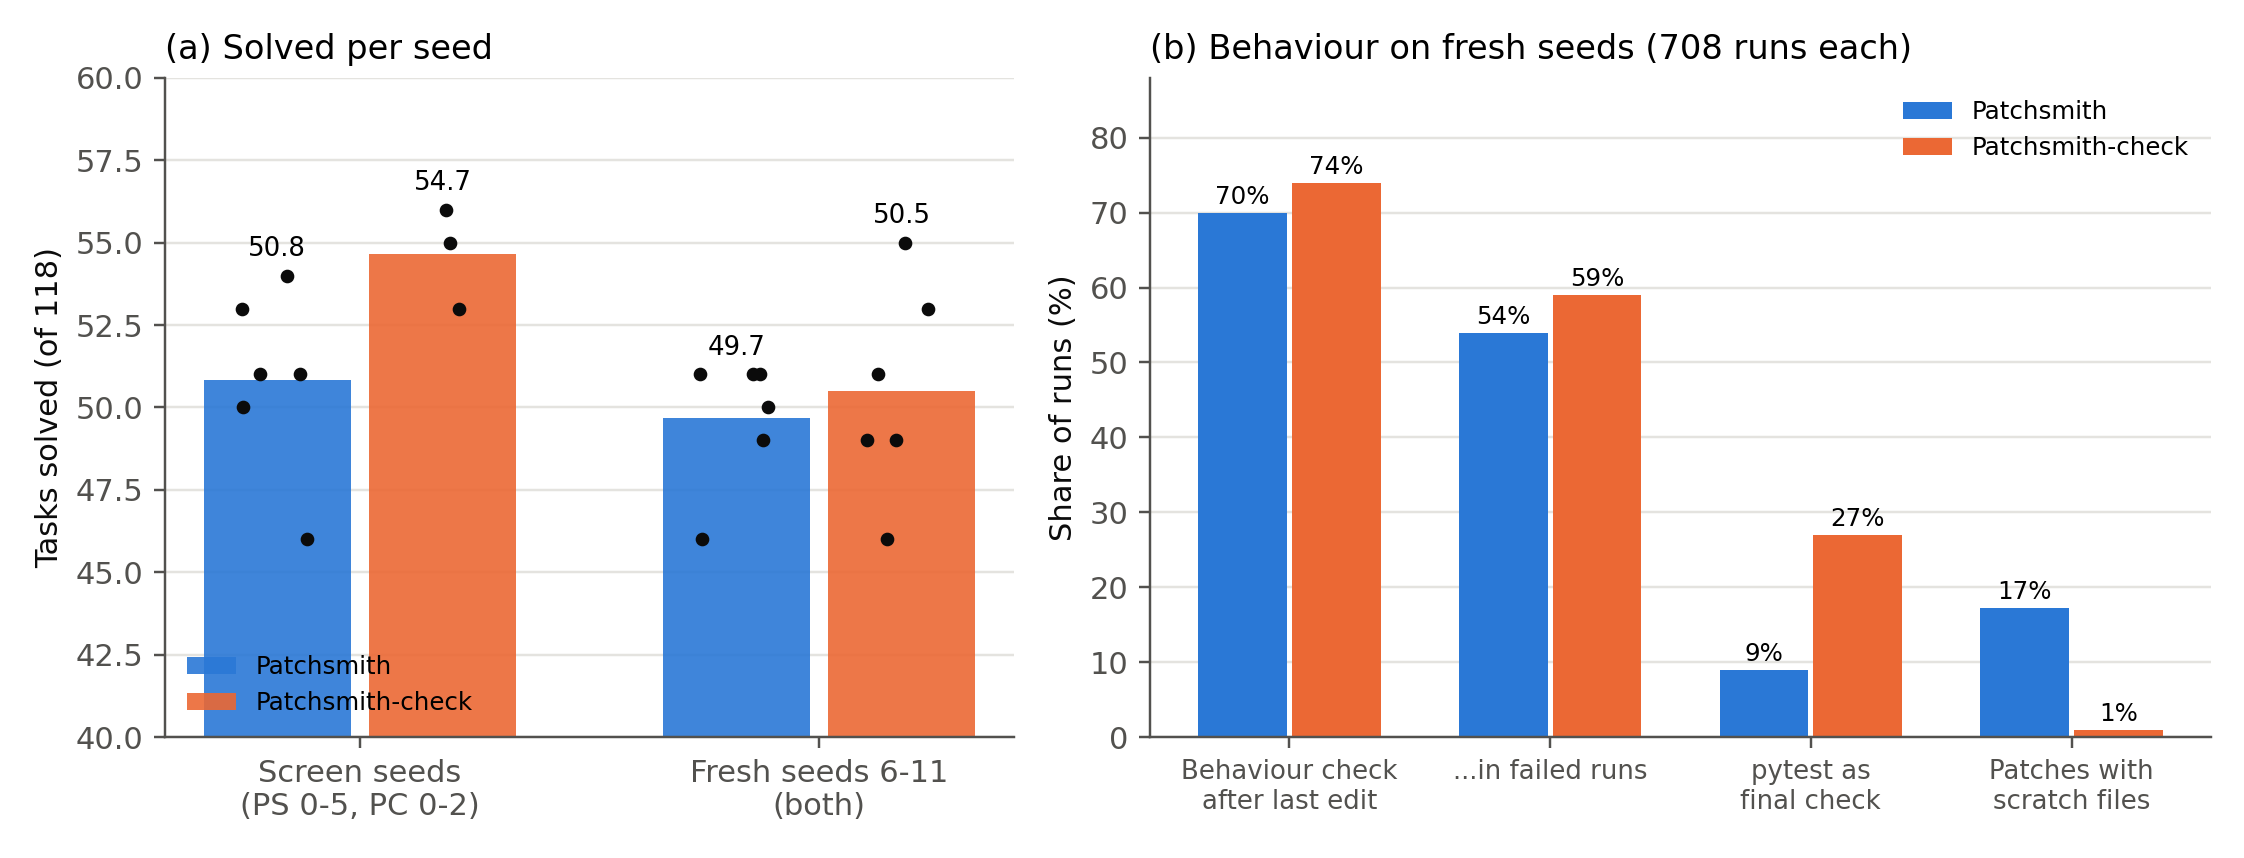 (a) Solved per seed
Tasks solved (of 118)
60.0
57.5
55.0
52.5
50.0
47.5
45.0
42.5
40.0
50.8
54.7
49.7
50.5
Patchsmith
Patchsmith-check
Screen seeds
(PS 0-5, PC 0-2)
Fresh seeds 6-11
(both)
(b) Behaviour on fresh seeds (708 runs each)
Share of runs (%)
80
70
60
50
40
30
20
10
0
Patchsmith
Patchsmith-check
70%
74%
54%
59%
9%
27%
17%
1%
Behaviour check
after last edit
...in failed runs
pytest as
final check
Patches with
scratch files